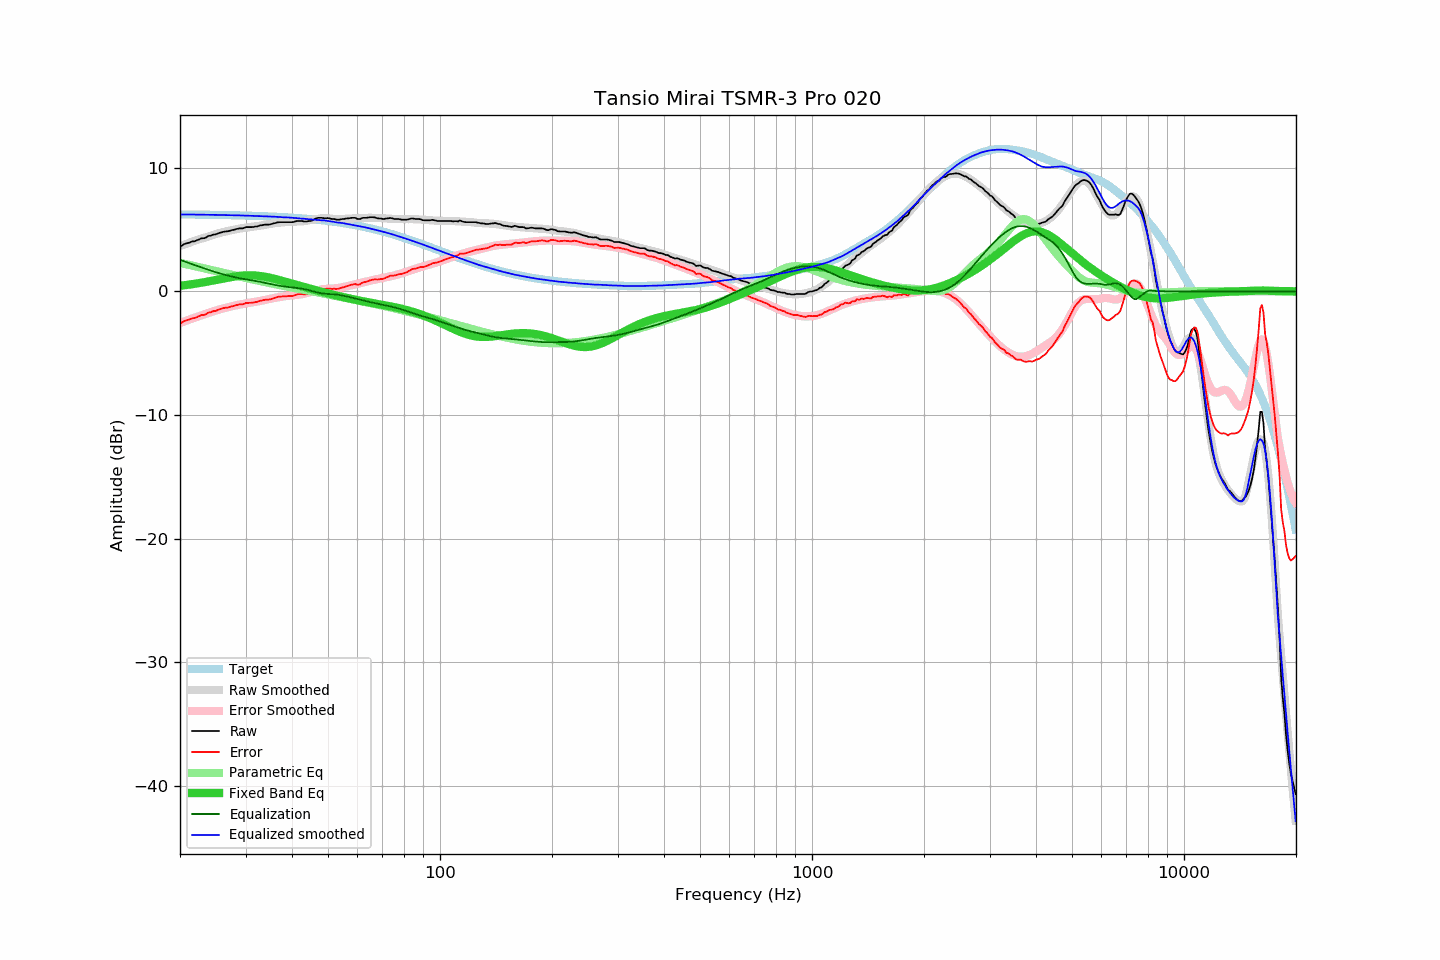 Tansio Mirai TSMR-3 Pro 020
Amplitude (dBr)
10
0
−10
−20
−30
−40
Target
Raw Smoothed
Error Smoothed
Raw
Error
Parametric Eq
Fixed Band Eq
Equalization
Equalized smoothed
100
1000
10000
Frequency (Hz)